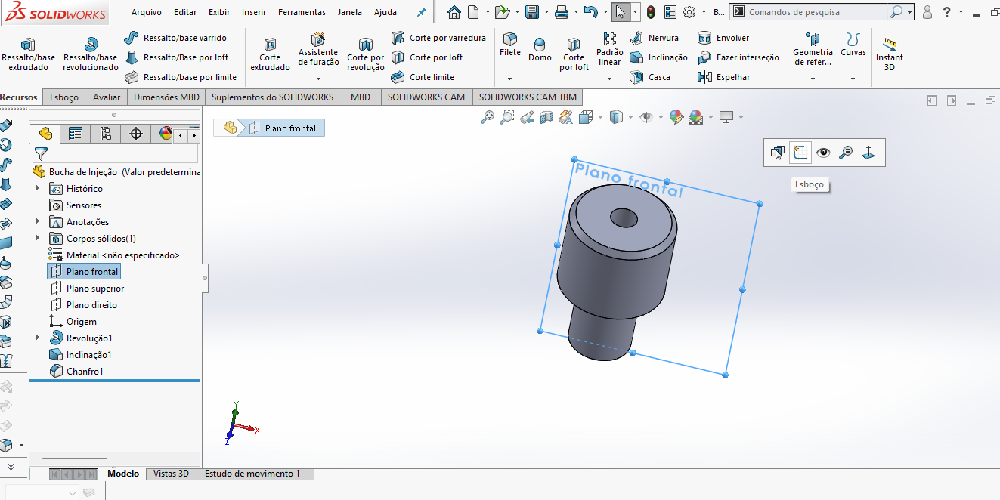 SOLIDWORKS
Arquivo Editar Exibir Inserir Ferramentas Janela Ajuda
B...
Comandos de pesquisa
?
Ressalto/base extrudado
Ressalto/base revolucionado
Ressalto/base varrido
Ressalto/Base por loft
Ressalto/base por limite
Corte extrudado
Assistente de furação
Corte por revolução
Corte por varredura
Corte por loft
Corte limite
Filete
Domo
Corte por loft
Padrão linear
Nervura
Inclinação
Casca
Envolver
Fazer interseção
Espelhar
Geometria de refer...
Curvas
Instant 3D
Recursos Esboço Avaliar Dimensões MBD Suplementos do SOLIDWORKS MBD SOLIDWORKS CAM SOLIDWORKS CAM TBM
Plano frontal
Bucha de Injeção (Valor predetermina
Histórico
Sensores
Anotações
Corpos sólidos(1)
Material <não especificado>
Plano frontal
Plano superior
Plano direito
Origem
Revolução1
Inclinação1
Chanfro1
Plano frontal
Esboço
Y
X
Z
Modelo Vistas 3D Estudo de movimento 1